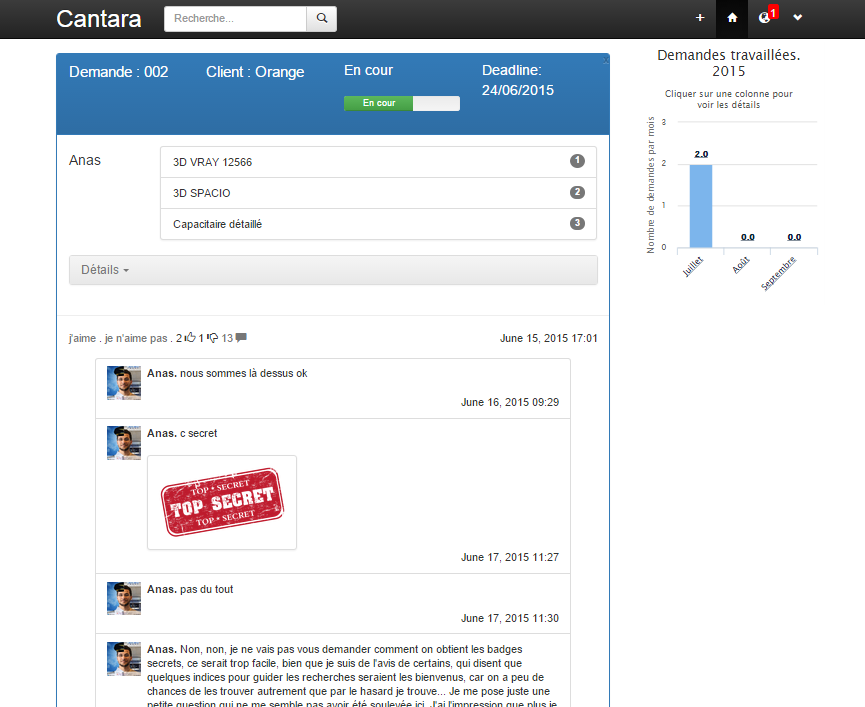 Cantara
Recherche...
1
Demande : 002
Client : Orange
En cour
En cour
Deadline:
24/06/2015
Anas
3D VRAY 12566
1
3D SPACIO
2
Capacitaire détaillé
3
Détails
j'aime . je n'aime pas . 2 1 13
June 15, 2015 17:01
Anas. nous sommes là dessus ok
June 16, 2015 09:29
Anas. c secret
TOP • SECRET
TOP SECRET
TOP • SECRET
June 17, 2015 11:27
Anas. pas du tout
June 17, 2015 11:30
Anas. Non, non, je ne vais pas vous demander comment on obtient les badges
secrets, ce serait trop facile, bien que je suis de l'avis de certains, qui disent que
quelques indices pour guider les recherches seraient les bienvenus, car on a peu de
chances de les trouver autrement que par le hasard je trouve... Je me pose juste une
petite question qui ne me semble pas avoir été soulevée ici. J'ai l'impression que plus je
Demandes travaillées.
2015
Cliquer sur une colonne pour
voir les détails
Nombre de demandes par mois
3
2
1
0
2.0
0.0
0.0
Juillet
Août
Septembre